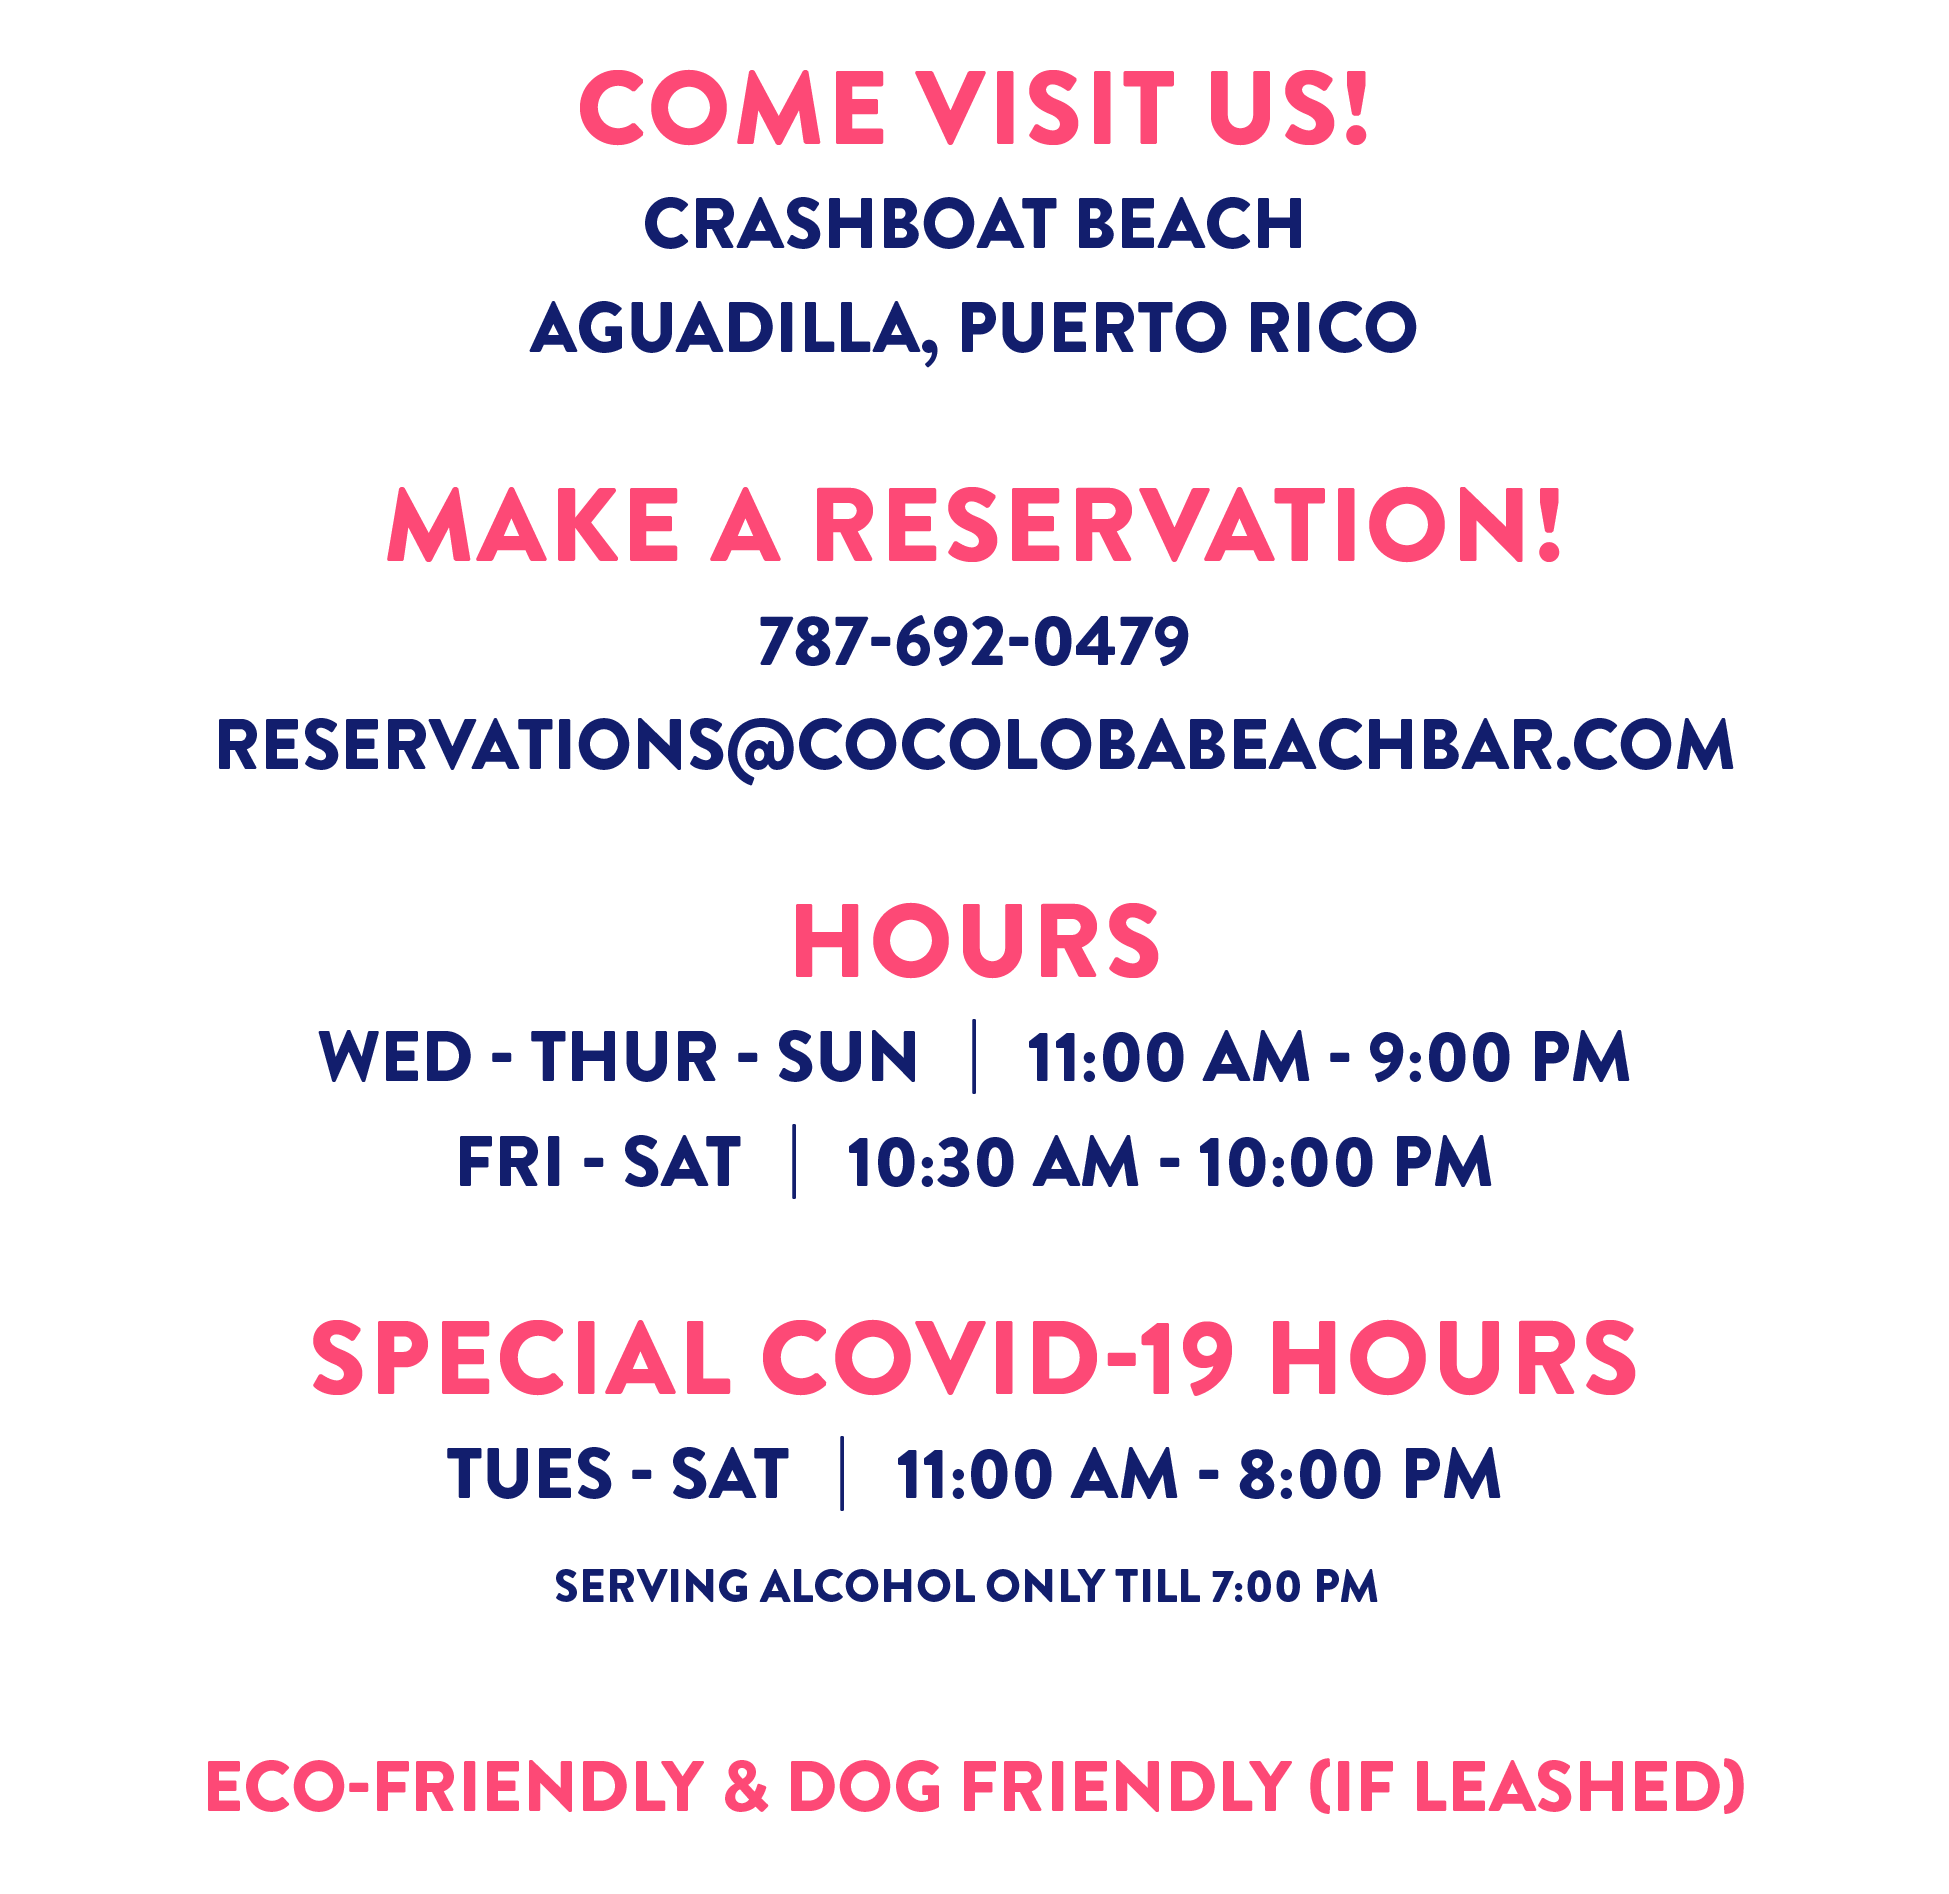 COME VISIT US!
CRASHBOAT BEACH
AGUADILLA, PUERTO RICO
MAKE A RESERVATION!
787-692-0479
RESERVATIONS@COCOLOBABEACHBAR.COM
HOURS
WED - THUR - SUN | 11:00 AM - 9:00 PM
FRI - SAT | 10:30 AM - 10:00 PM
SPECIAL COVID-19 HOURS
TUES - SAT | 11:00 AM - 8:00 PM
SERVING ALCOHOL ONLY TILL 7:00 PM
ECO-FRIENDLY & DOG FRIENDLY (IF LEASHED)